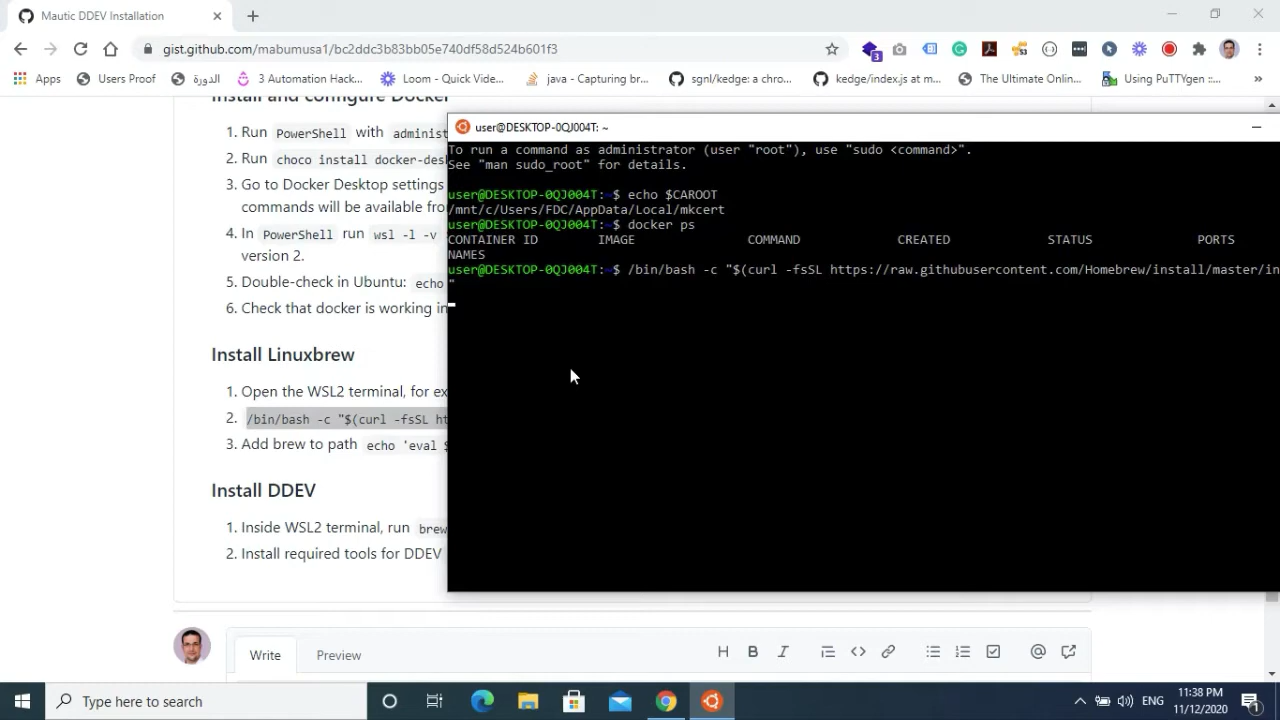 Mautic DDEV Installation
gist.github.com/mabumusa1/bc2ddc3b83bb05e740df58d524b601f3
3
Apps
Users Proof
الدورة
3 Automation Hack...
Loom - Quick Vide...
java - Capturing br...
sgnl/kedge: a chro...
kedge/index.js at m...
The Ultimate Onlin...
Using PuTTYgen ::...
»
Install and configure Docker
1. Run PowerShell with administ
2. Run choco install docker-des
3. Go to Docker Desktop settings
commands will be available fro
4. In PowerShell run wsl -l -v
version 2.
5. Double-check in Ubuntu: echo
6. Check that docker is working in
Install Linuxbrew
1. Open the WSL2 terminal, for ex
2. /bin/bash -c "$(curl -fsSL ht
3. Add brew to path echo 'eval $
Install DDEV
1. Inside WSL2 terminal, run brew
2. Install required tools for DDEV
Write
Preview
user@DESKTOP-0QJ004T: ~
To run a command as administrator (user "root"), use "sudo <command>".
See "man sudo_root" for details.
user@DESKTOP-0QJ004T:~$ echo $CAROOT
/mnt/c/Users/FDC/AppData/Local/mkcert
user@DESKTOP-0QJ004T:~$ docker ps
CONTAINER ID IMAGE COMMAND CREATED STATUS PORTS
NAMES
user@DESKTOP-0QJ004T:~$ /bin/bash -c "$(curl -fsSL https://raw.githubusercontent.com/Homebrew/install/master/in
"
Type here to search
ENG
11:38 PM
11/12/2020
1